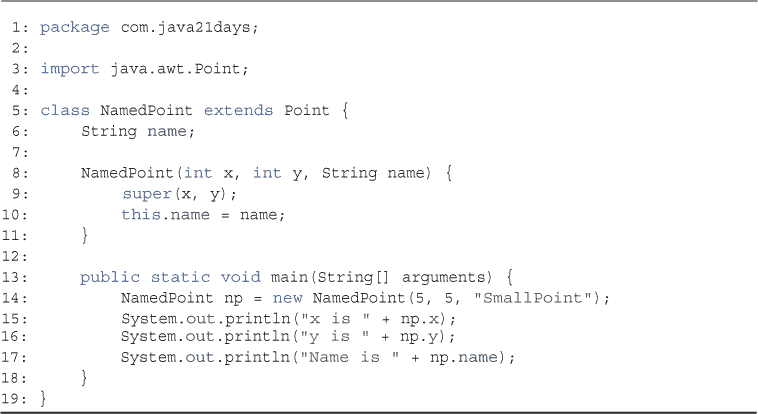 1: package com.java21days;
2:
3: import java.awt.Point;
4:
5: class NamedPoint extends Point {
6:     String name;
7:
8:     NamedPoint(int x, int y, String name) {
9:         super(x, y);
10:         this.name = name;
11:     }
12:
13:     public static void main(String[] arguments) {
14:         NamedPoint np = new NamedPoint(5, 5, "SmallPoint");
15:         System.out.println("x is " + np.x);
16:         System.out.println("y is " + np.y);
17:         System.out.println("Name is " + np.name);
18:     }
19: }